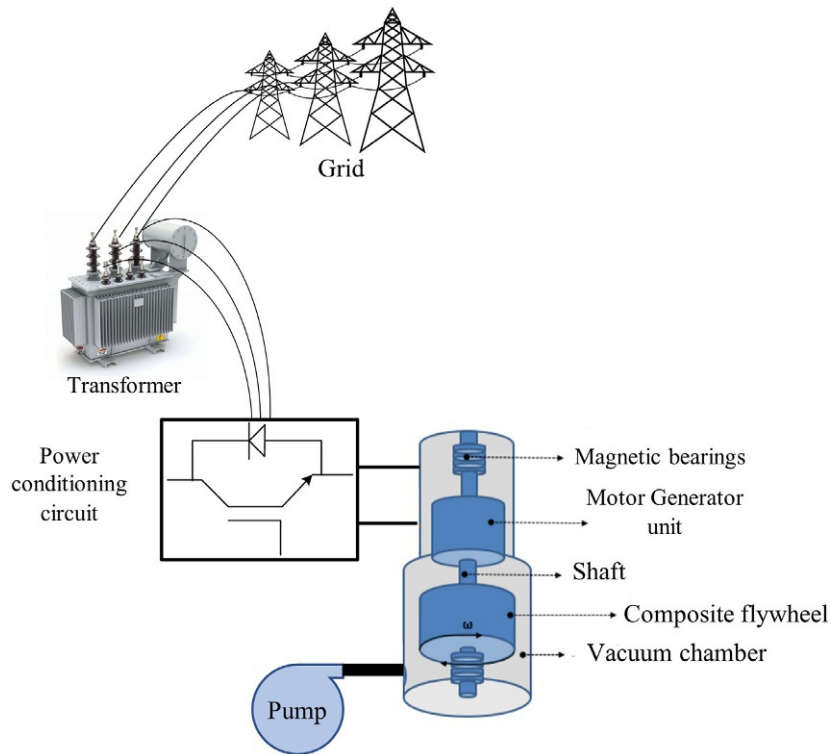 Grid
Transformer
Power
conditioning
circuit
Magnetic bearings
Motor Generator
unit
Shaft
Composite flywheel
ω
Vacuum chamber
Pump